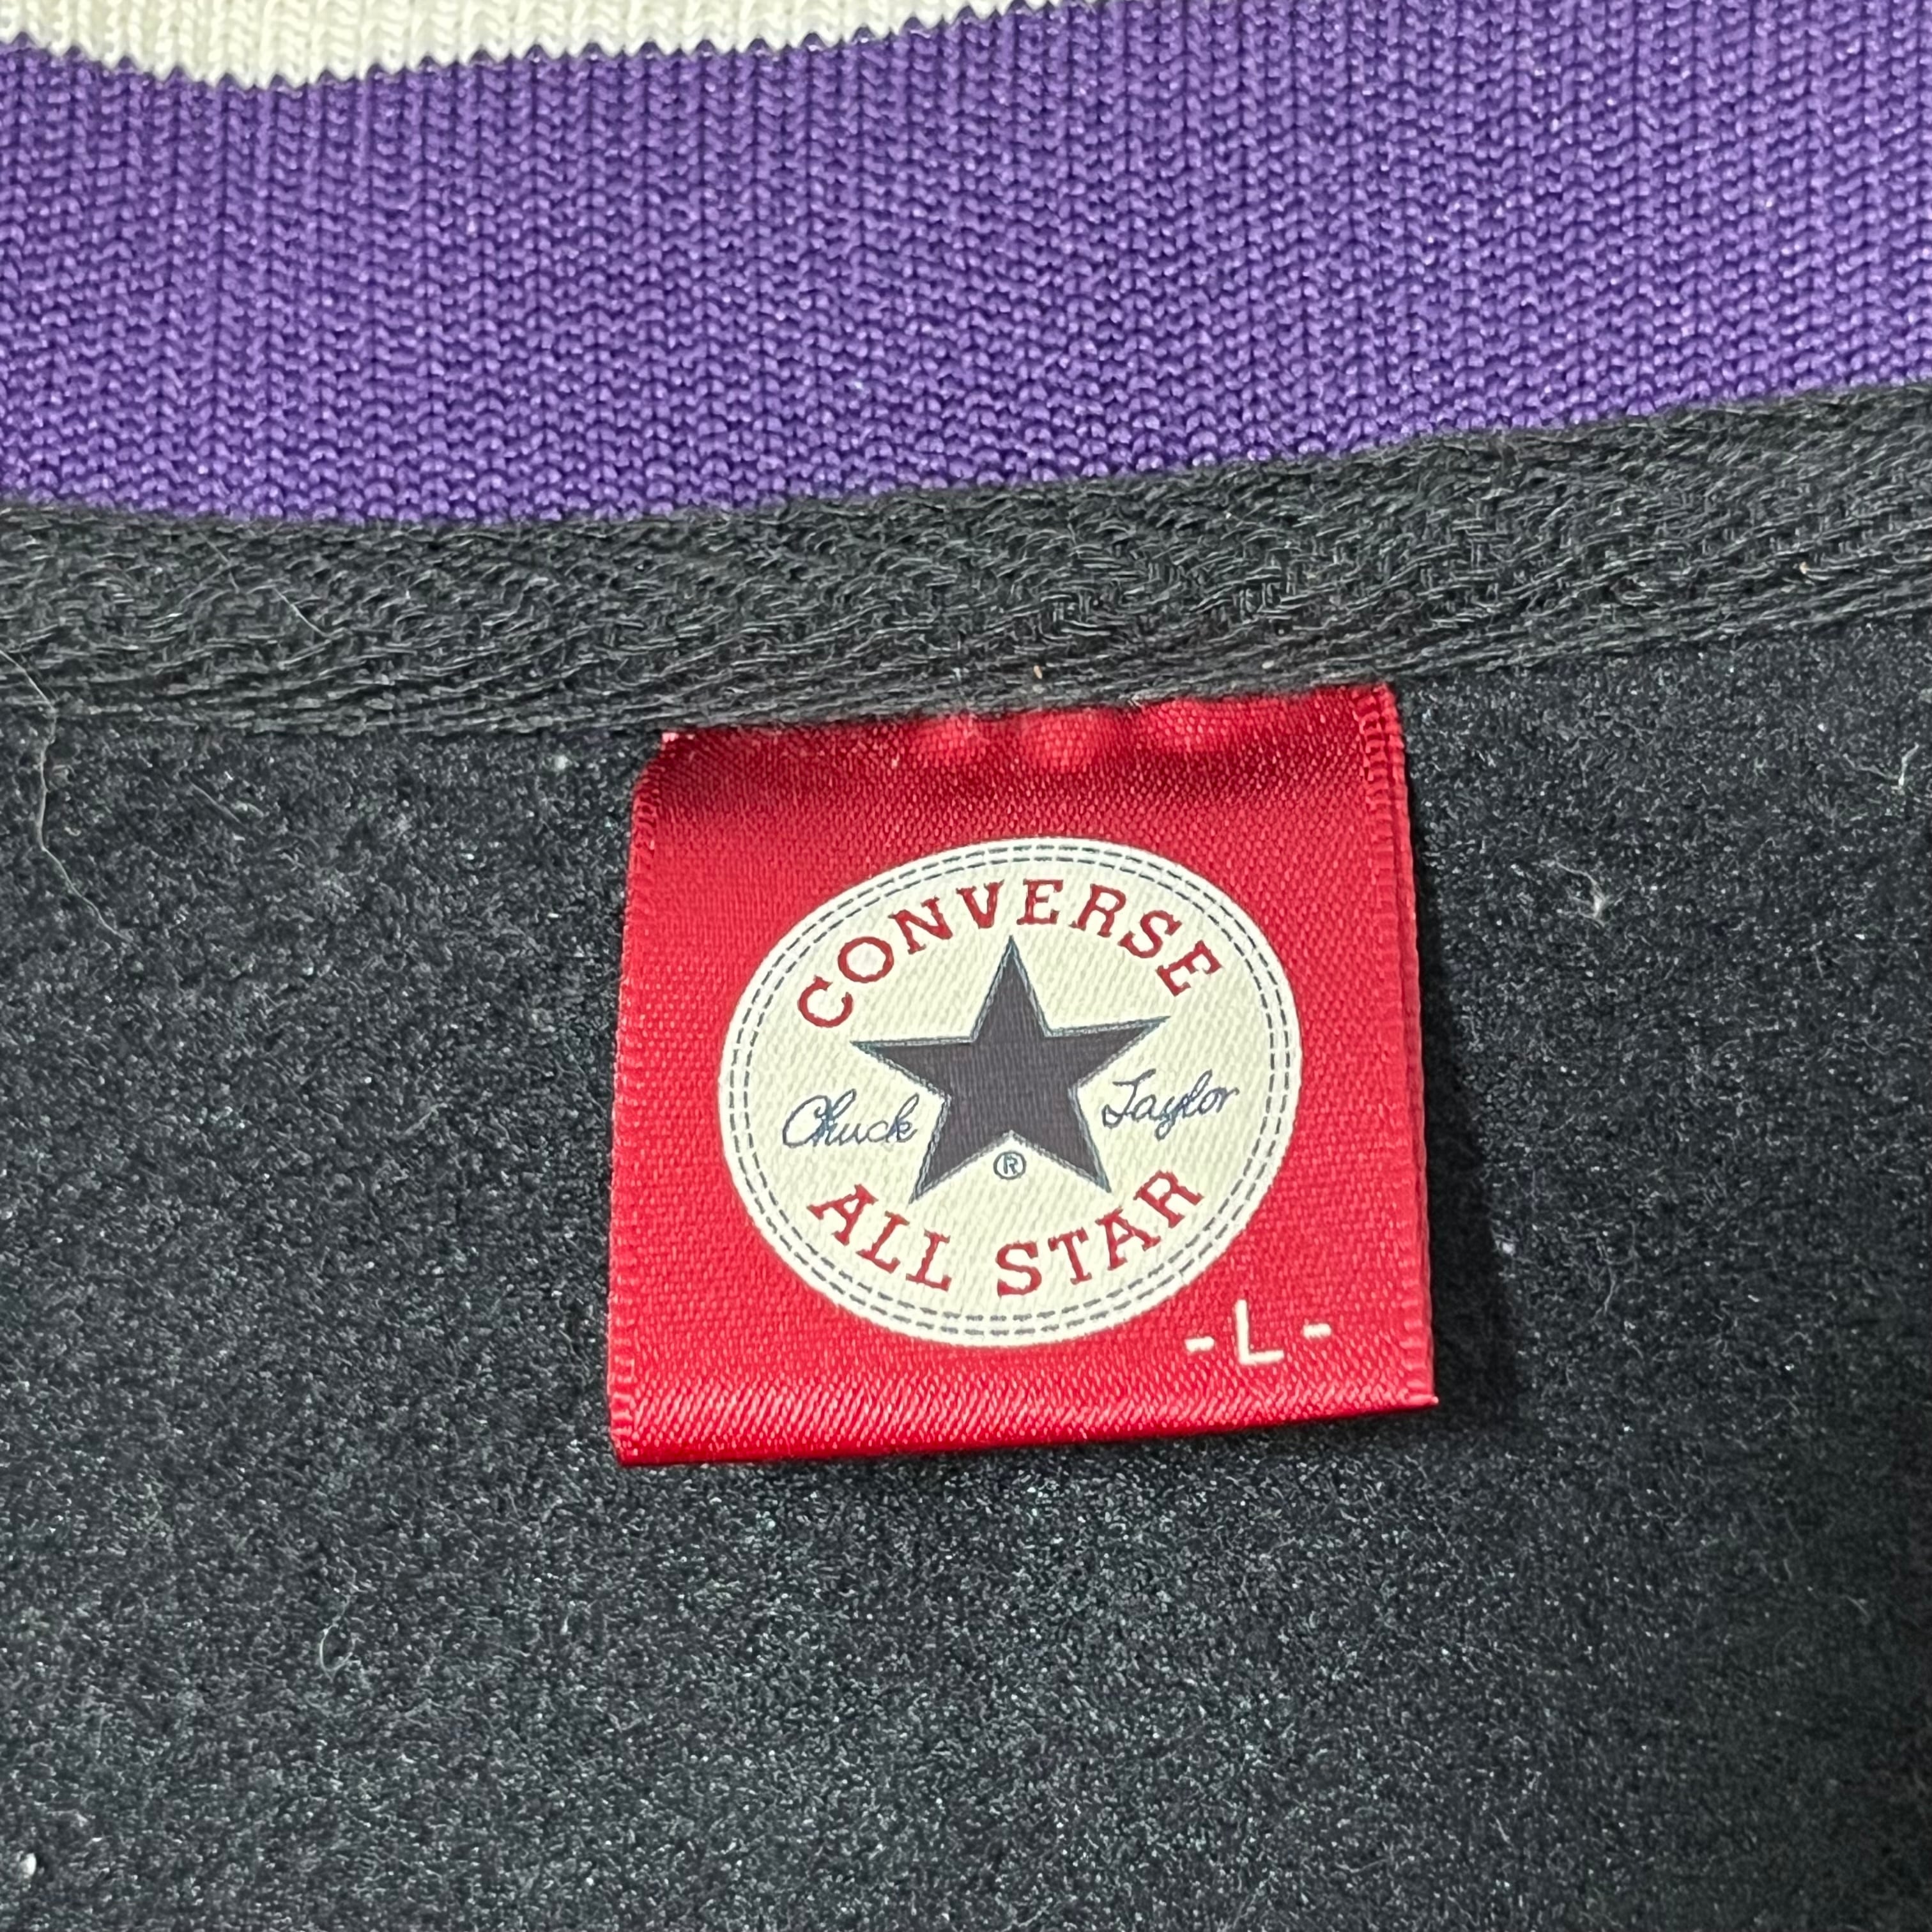 CONVERSE
Chuck Taylor
®
ALL STAR
-L-